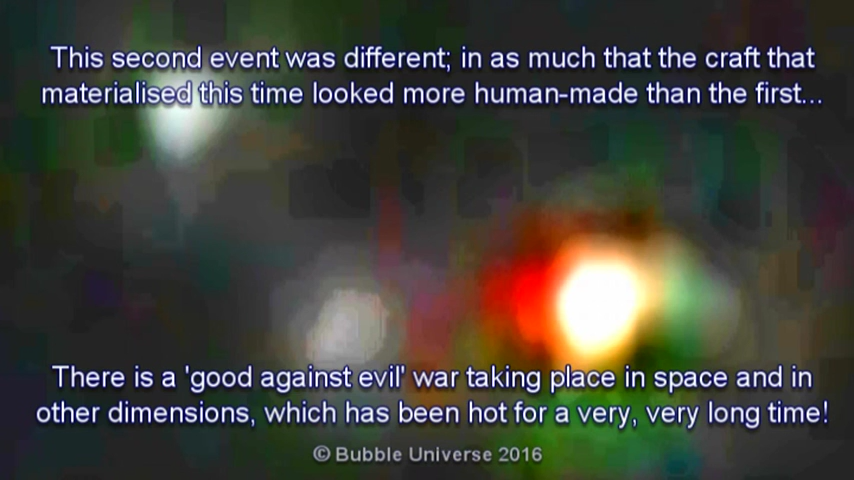 This second event was different; in as much that the craft that
materialised this time looked more human-made than the first...
There is a 'good against evil' war taking place in space and in
other dimensions, which has been hot for a very, very long time!
© Bubble Universe 2016